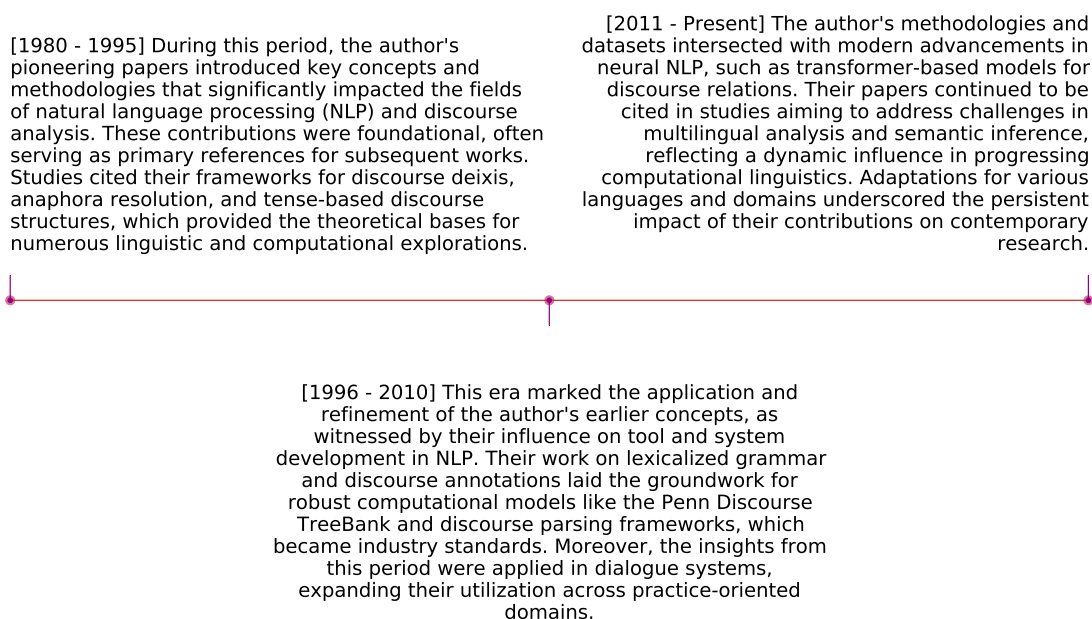 [1980 - 1995] During this period, the author's
pioneering papers introduced key concepts and
methodologies that significantly impacted the fields
of natural language processing (NLP) and discourse
analysis. These contributions were foundational, often
serving as primary references for subsequent works.
Studies cited their frameworks for discourse deixis,
anaphora resolution, and tense-based discourse
structures, which provided the theoretical bases for
numerous linguistic and computational explorations.
[2011 - Present] The author's methodologies and
datasets intersected with modern advancements in
neural NLP, such as transformer-based models for
discourse relations. Their papers continued to be
cited in studies aiming to address challenges in
multilingual analysis and semantic inference,
reflecting a dynamic influence in progressing
computational linguistics. Adaptations for various
languages and domains underscored the persistent
impact of their contributions on contemporary
research.
[1996 - 2010] This era marked the application and
refinement of the author's earlier concepts, as
witnessed by their influence on tool and system
development in NLP. Their work on lexicalized grammar
and discourse annotations laid the groundwork for
robust computational models like the Penn Discourse
TreeBank and discourse parsing frameworks, which
became industry standards. Moreover, the insights from
this period were applied in dialogue systems,
expanding their utilization across practice-oriented
domains.